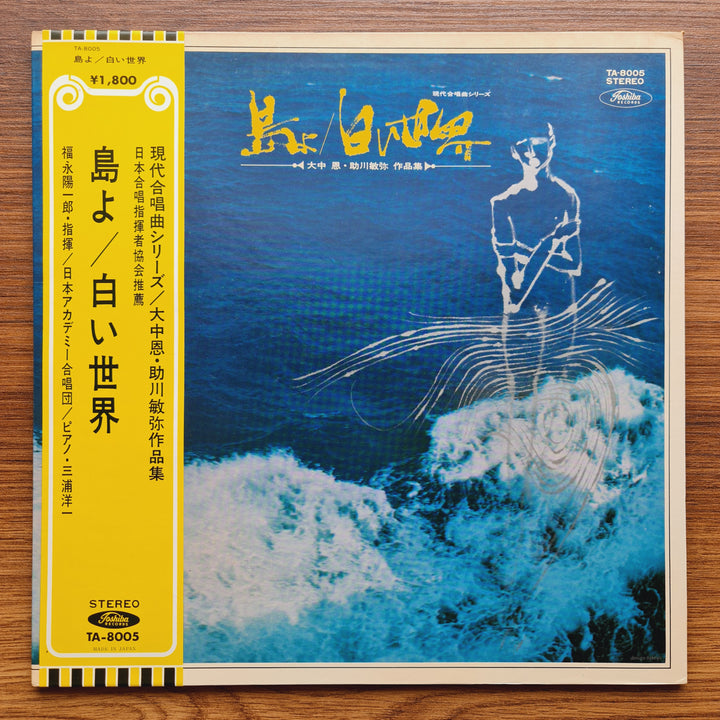 TA-8005
島よ/白い世界
¥1,800
現代合唱曲シリーズ/大中恩・助川敏弥作品集
日本合唱指揮者協会推薦
島よ/白い世界
福永陽一郎・指揮/日本アカデミー合唱団/ピアノ・三浦洋一
STEREO
Toshiba
RECORDS
TA-8005
MADE IN JAPAN
現代合唱曲シリーズ
島よ/白い世界
大中 恩・助川敏弥 作品集
TA-8005
STEREO
Toshiba
RECORDS